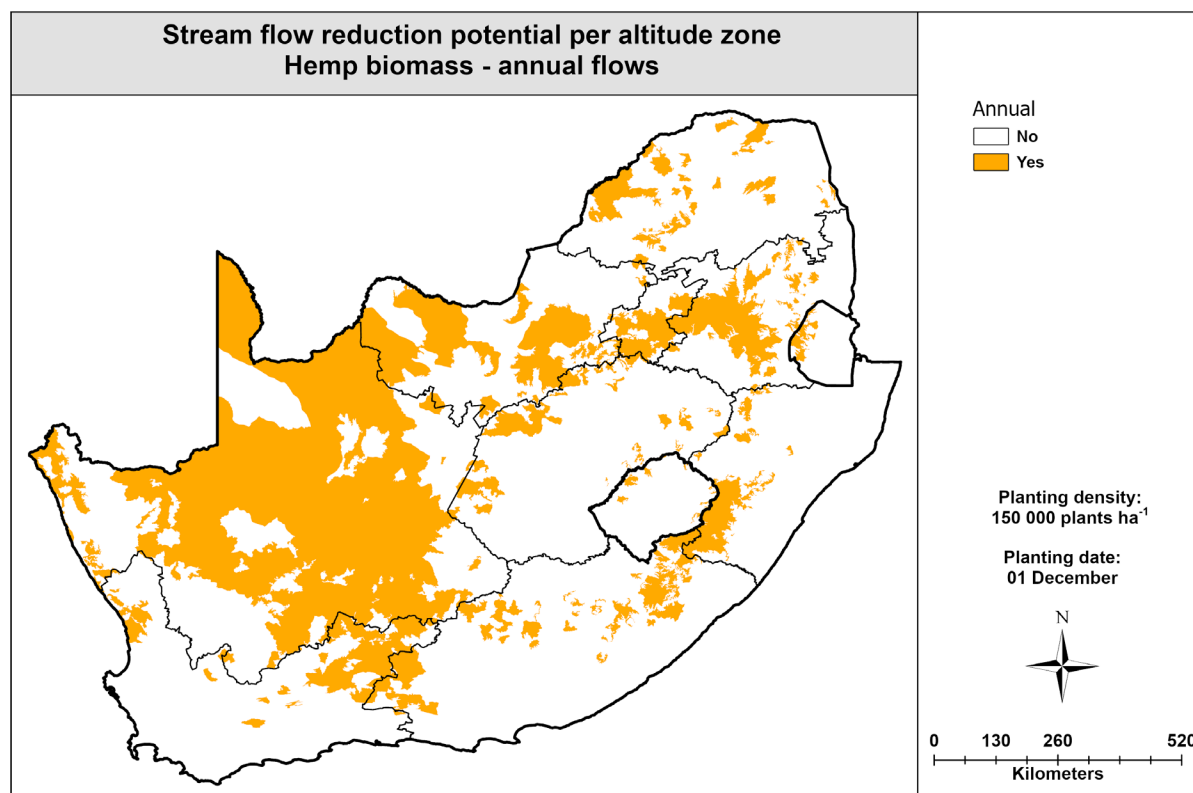 Stream flow reduction potential per altitude zone
Hemp biomass - annual flows
Annual
No
Yes
Planting density:
150 000 plants ha⁻¹
Planting date:
01 December
N
0 130 260 520
Kilometers